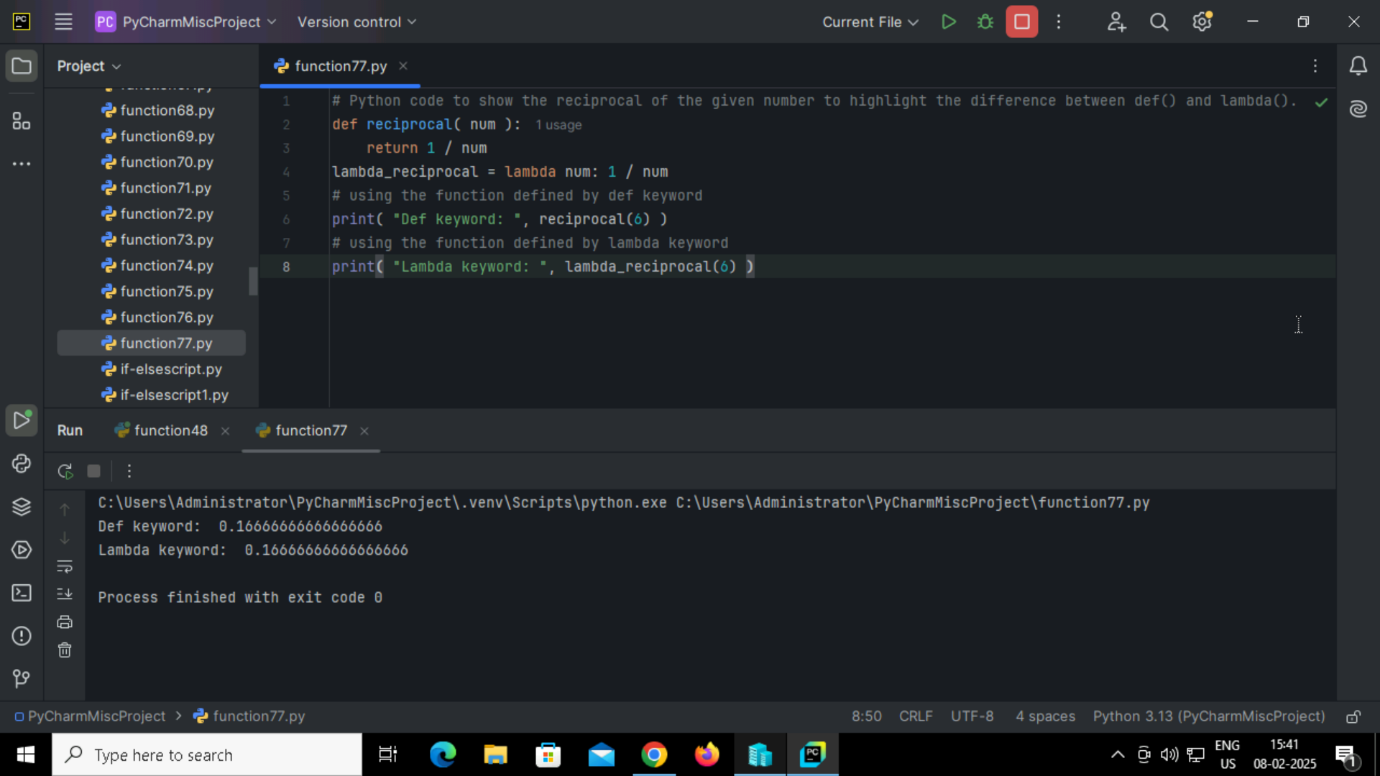 PC PyCharmMiscProject Version control Current File
Project
function77.py
function68.py
function69.py
function70.py
function71.py
function72.py
function73.py
function74.py
function75.py
function76.py
function77.py
if-elsescript.py
if-elsescript1.py
1 # Python code to show the reciprocal of the given number to highlight the difference between def() and lambda().
2 def reciprocal( num ): 1 usage
3 return 1 / num
4 lambda_reciprocal = lambda num: 1 / num
5 # using the function defined by def keyword
6 print( "Def keyword: ", reciprocal(6) )
7 # using the function defined by lambda keyword
8 print( "Lambda keyword: ", lambda_reciprocal(6) )
Run function48 function77
C:\Users\Administrator\PyCharmMiscProject\.venv\Scripts\python.exe C:\Users\Administrator\PyCharmMiscProject\function77.py
Def keyword:  0.16666666666666666
Lambda keyword:  0.16666666666666666
Process finished with exit code 0
PyCharmMiscProject > function77.py 8:50 CRLF UTF-8 4 spaces Python 3.13 (PyCharmMiscProject)
Type here to search
PC
ENG
US
15:41
08-02-2025
1